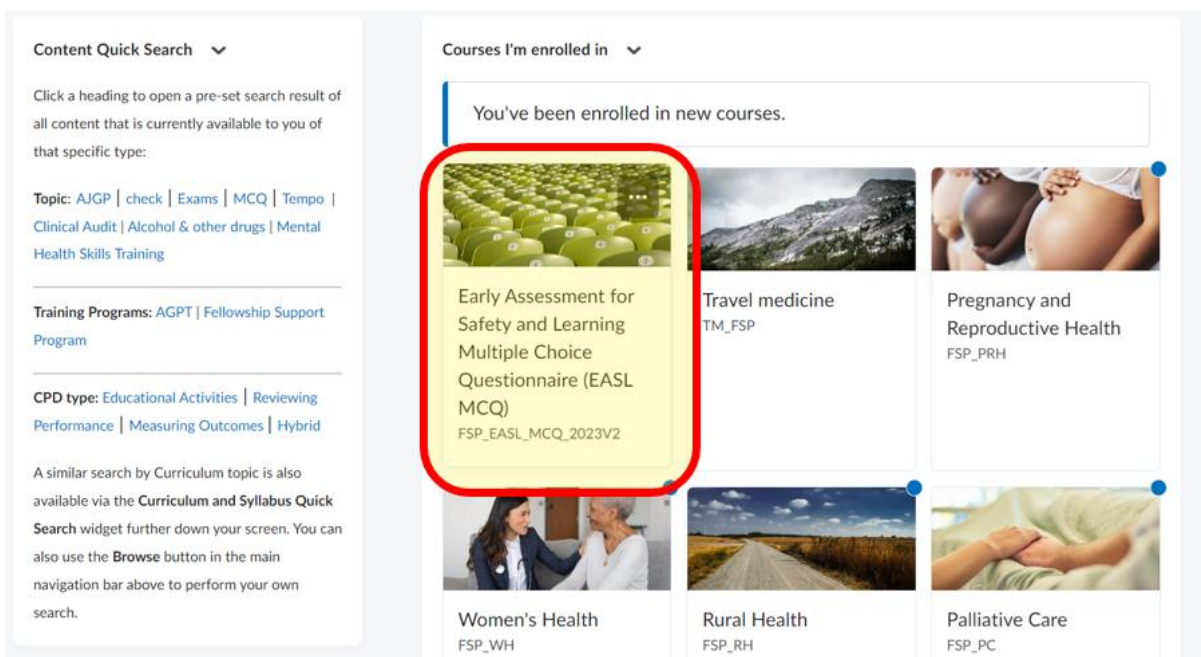 Content Quick Search
Click a heading to open a pre-set search result of
all content that is currently available to you of
that specific type:
Topic: AJGP | check | Exams | MCQ | Tempo |
Clinical Audit | Alcohol & other drugs | Mental
Health Skills Training
Training Programs: AGPT | Fellowship Support
Program
CPD type: Educational Activities | Reviewing
Performance | Measuring Outcomes | Hybrid
A similar search by Curriculum topic is also
available via the Curriculum and Syllabus Quick
Search widget further down your screen. You can
also use the Browse button in the main
navigation bar above to perform your own
search.
Courses I'm enrolled in
You've been enrolled in new courses.
Early Assessment for
Safety and Learning
Multiple Choice
Questionnaire (EASL
MCQ)
FSP_EASL_MCQ_2023V2
Travel medicine
TM_FSP
Pregnancy and
Reproductive Health
FSP_PRH
Women's Health
FSP_WH
Rural Health
FSP_RH
Palliative Care
FSP_PC